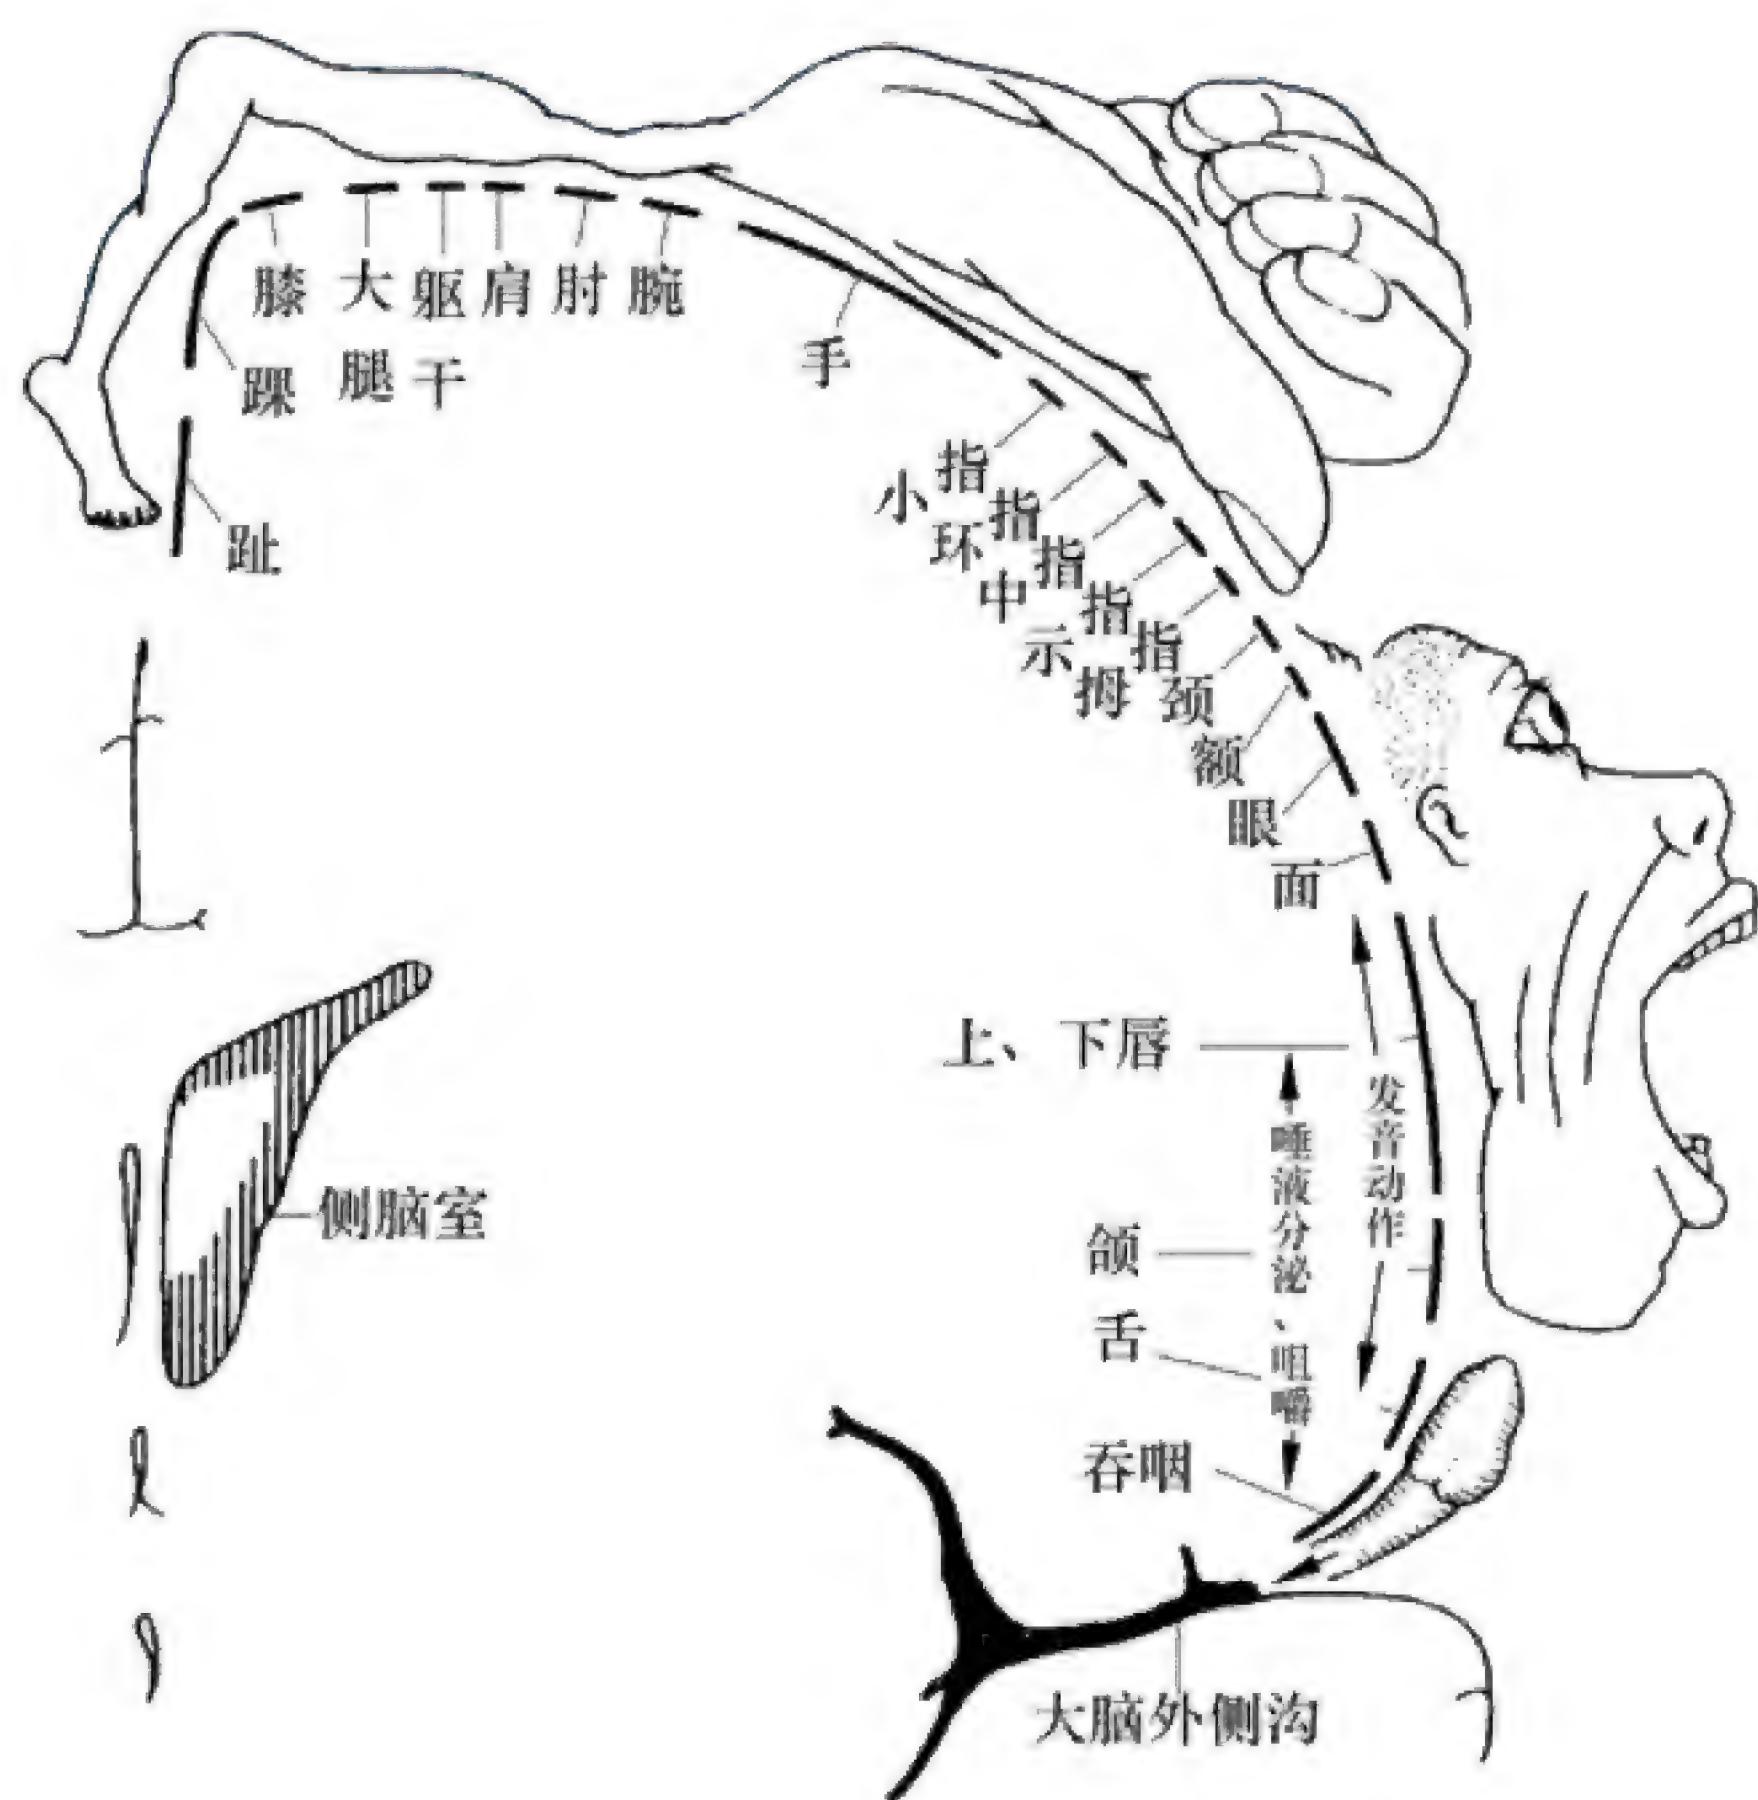 膝
大腿
躯干
肩
肘
腕
手
踝
趾
小指
环指
中指
示指
拇指
颈
额
眼
面
上、下唇
发音动作
唾液分泌、咀嚼
颌
舌
吞咽
侧脑室
大脑外侧沟